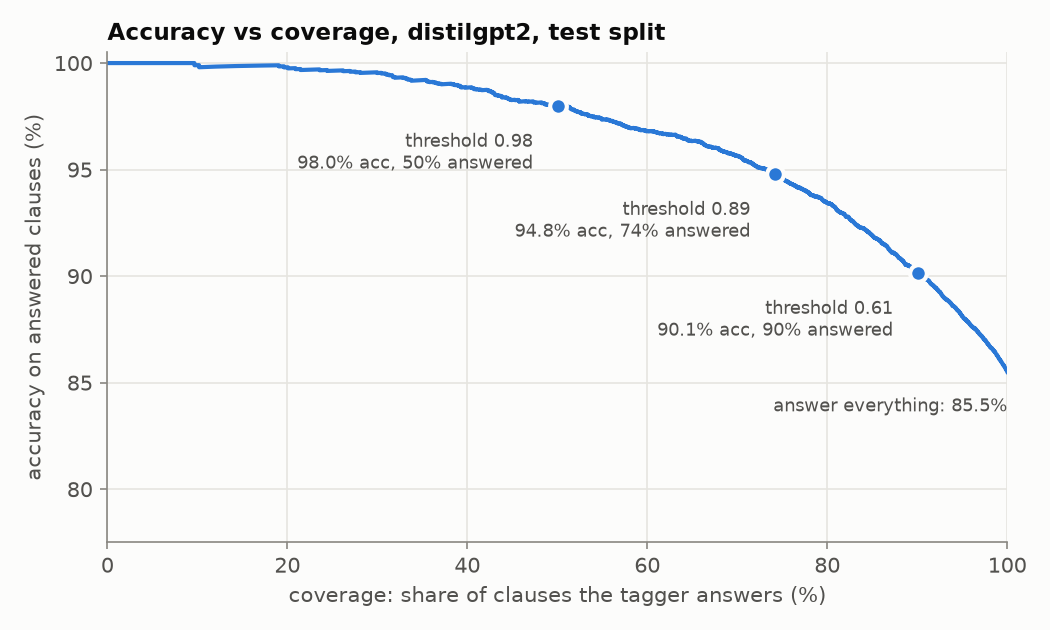 Accuracy vs coverage, distilgpt2, test split
accuracy on answered clauses (%)
100
95
90
85
80
threshold 0.98
98.0% acc, 50% answered
threshold 0.89
94.8% acc, 74% answered
threshold 0.61
90.1% acc, 90% answered
answer everything: 85.5%
0 20 40 60 80 100
coverage: share of clauses the tagger answers (%)